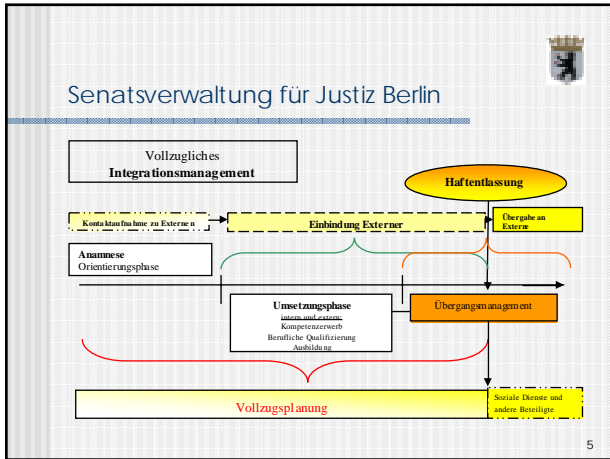 Senatsverwaltung für Justiz Berlin
Vollzugliches
Integrationsmanagement
Haftentlassung
Kontaktaufnahme zu Externen
Einbindung Externer
Übergabe an
Externe
Anamnese
Orientierungsphase
Umsetzungsphase
intern und extern:
Kompetenzerwerb
Berufliche Qualifizierung
Ausbildung
Übergangsmanagement
Vollzugsplanung
Soziale Dienste und
andere Beteiligte
5